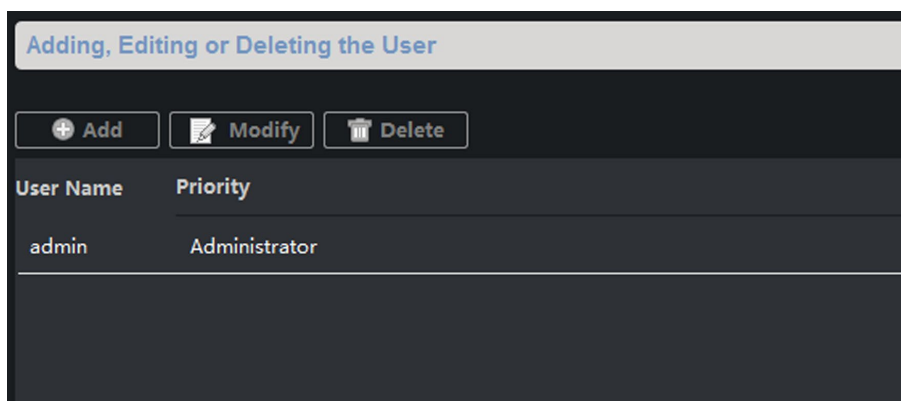 Adding, Editing or Deleting the User
Add Modify Delete
User Name Priority
admin Administrator